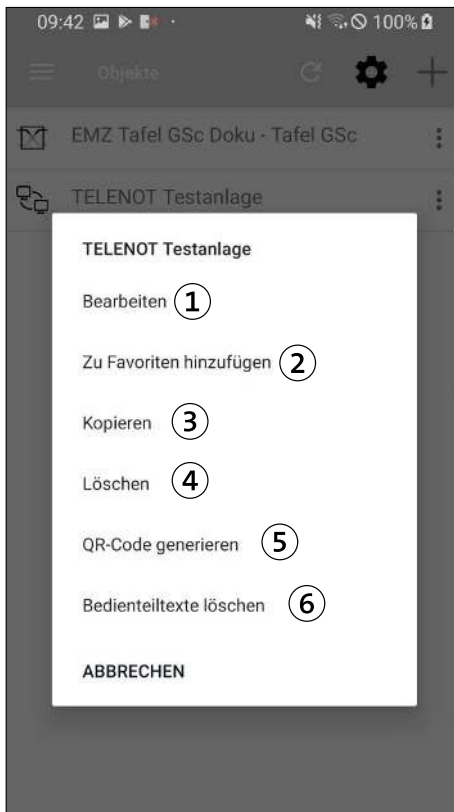 09:42 100%
Objekte
EMZ Tafel GSc Doku - Tafel GSc
TELENOT Testanlage
TELENOT Testanlage
Bearbeiten 1
Zu Favoriten hinzufügen 2
Kopieren 3
Löschen 4
QR-Code generieren 5
Bedienteiltexte löschen 6
ABBRECHEN